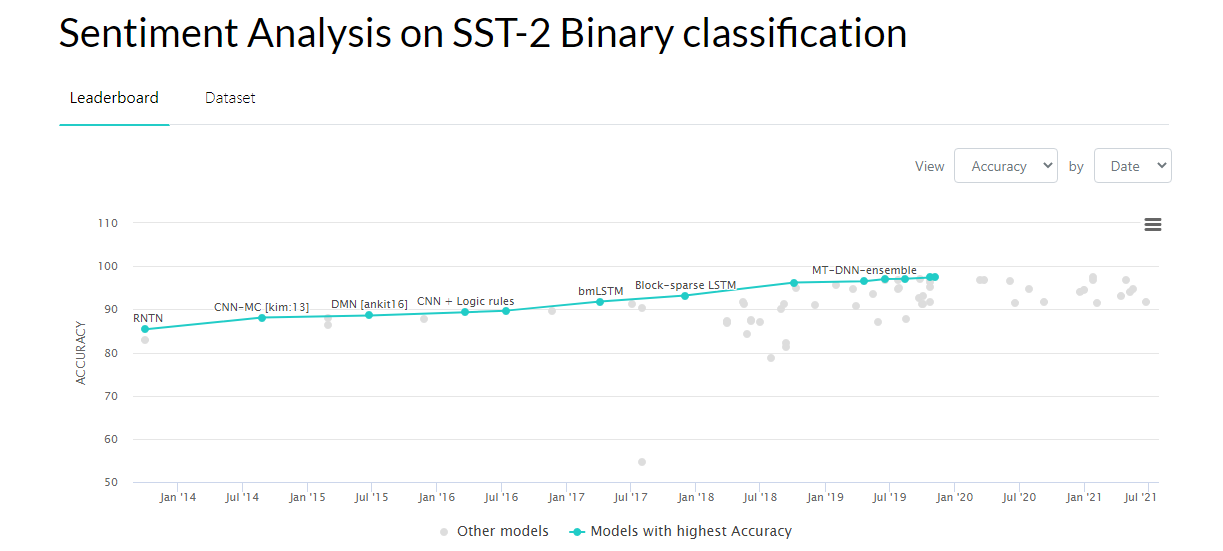 Sentiment Analysis on SST-2 Binary classification
Leaderboard Dataset
View Accuracy by Date
110
100
90
80
70
60
50
ACCURACY
RNTN
CNN-MC [kim:13]
DMN [ankit16]
CNN + Logic rules
bmLSTM
Block-sparse LSTM
MT-DNN-ensemble
Jan '14 Jul '14 Jan '15 Jul '15 Jan '16 Jul '16 Jan '17 Jul '17 Jan '18 Jul '18 Jan '19 Jul '19 Jan '20 Jul '20 Jan '21 Jul '21
Other models Models with highest Accuracy